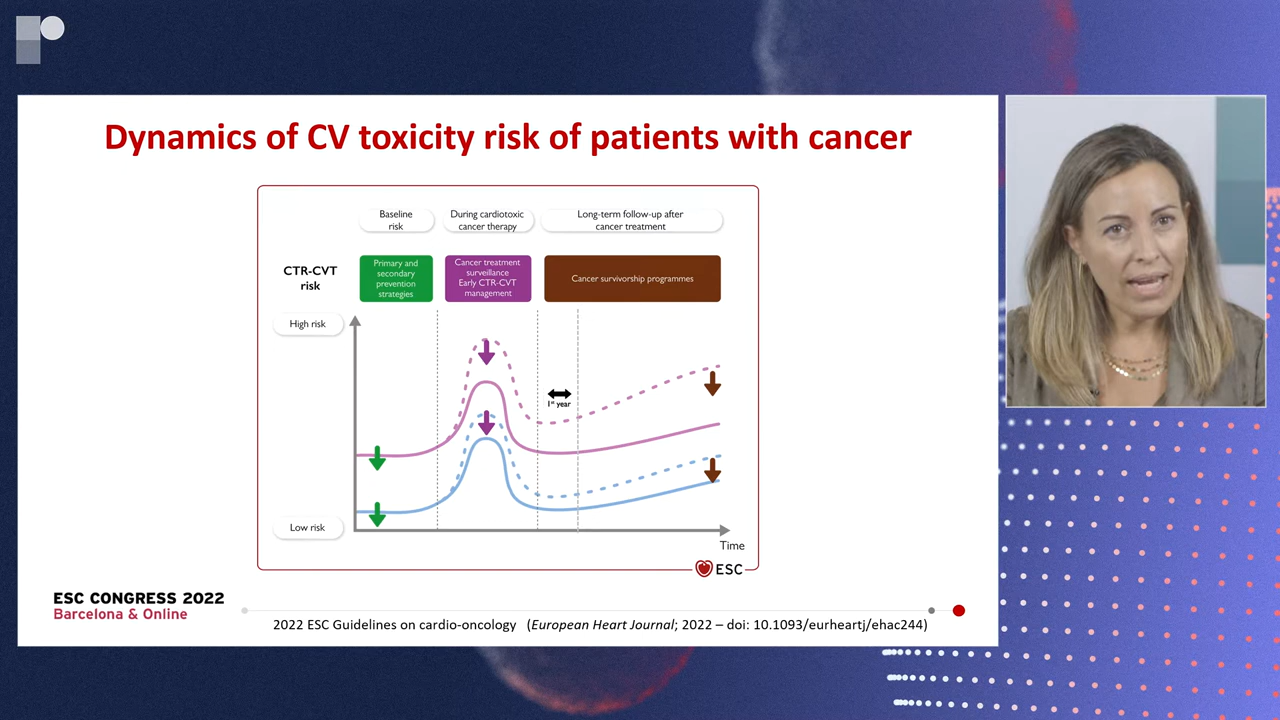 Dynamics of CV toxicity risk of patients with cancer
Baseline
risk
During cardiotoxic
cancer therapy
Long-term follow-up after
cancer treatment
CTR-CVT
risk
Primary and
secondary
prevention
strategies
Cancer treatment
surveillance
Early CTR-CVT
management
Cancer survivorship programmes
High risk
1st year
Low risk
Time
ESC
ESC CONGRESS 2022
Barcelona & Online
2022 ESC Guidelines on cardio-oncology (European Heart Journal; 2022 – doi: 10.1093/eurheartj/ehac244)